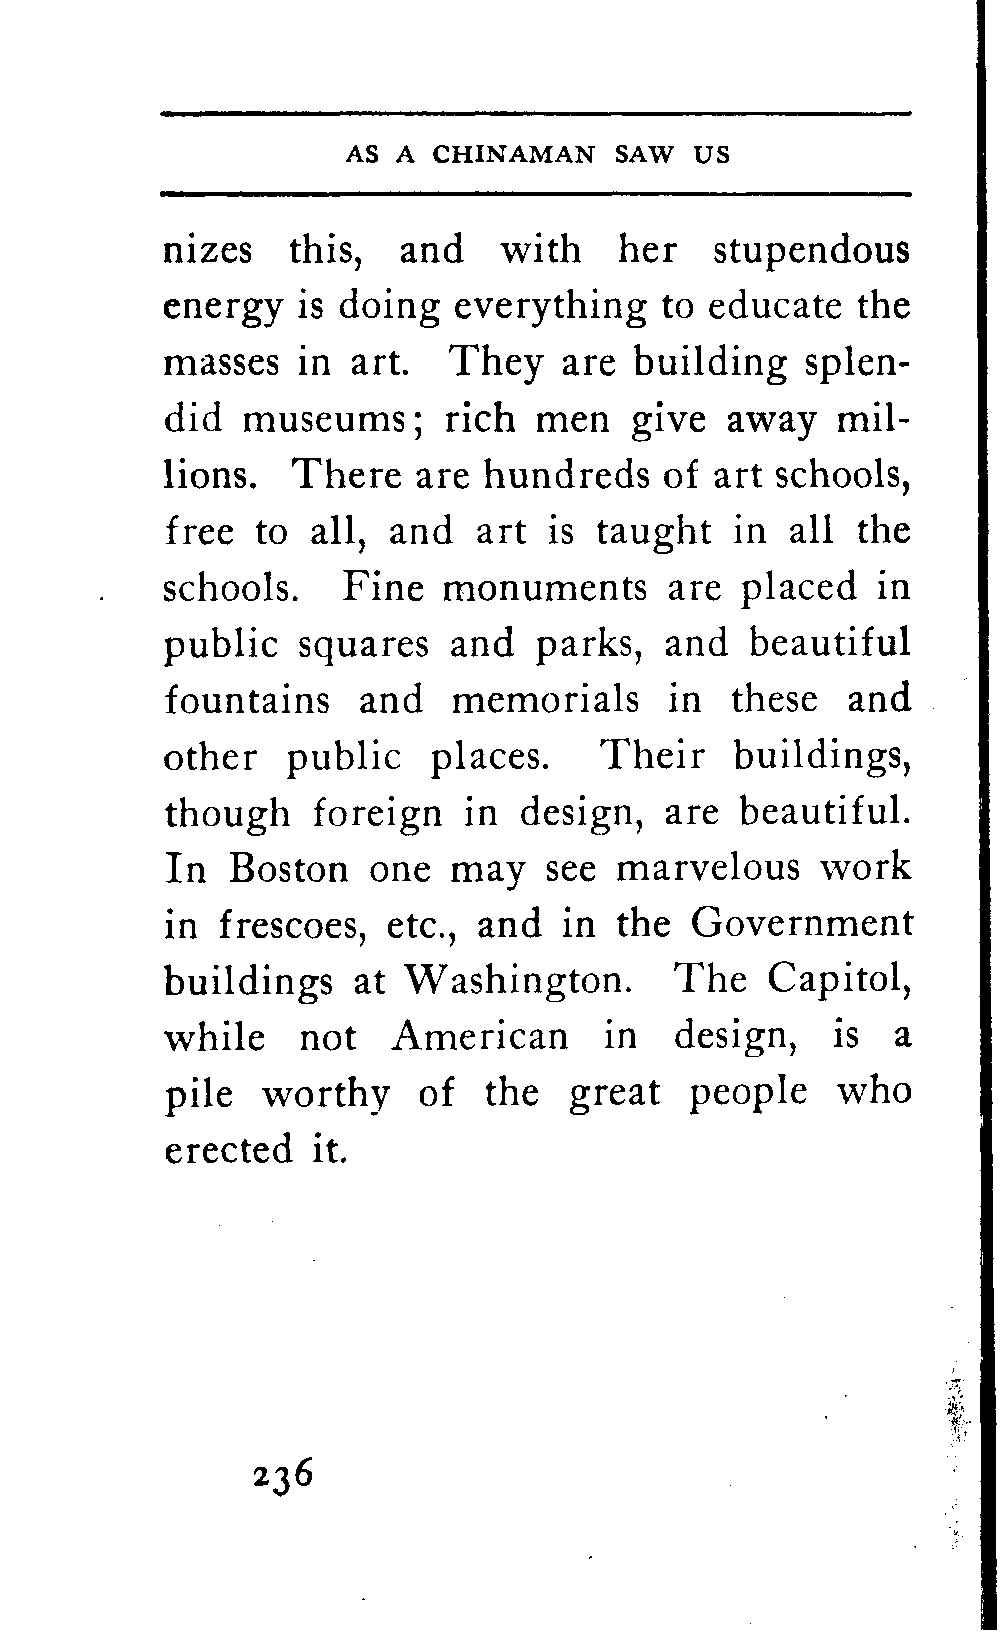 AS A CHINAMAN SAW US
nizes this, and with her stupendous
energy is doing everything to educate the
masses in art. They are building splen-
did museums; rich men give away mil-
lions. There are hundreds of art schools,
free to all, and art is taught in all the
schools. Fine monuments are placed in
public squares and parks, and beautiful
fountains and memorials in these and
other public places. Their buildings,
though foreign in design, are beautiful.
In Boston one may see marvelous work
in frescoes, etc., and in the Government
buildings at Washington. The Capitol,
while not American in design, is a
pile worthy of the great people who
erected it.
236